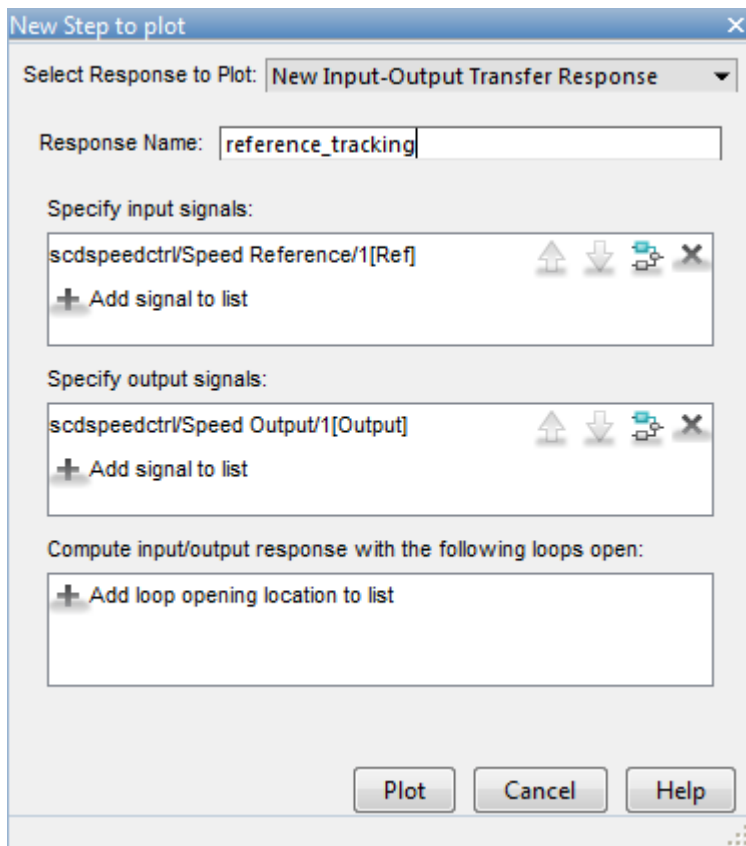 New Step to plot
Select Response to Plot: New Input-Output Transfer Response
Response Name: reference_tracking
Specify input signals:
scdspeedctrl/Speed Reference/1[Ref]
Add signal to list
Specify output signals:
scdspeedctrl/Speed Output/1[Output]
Add signal to list
Compute input/output response with the following loops open:
Add loop opening location to list
Plot Cancel Help